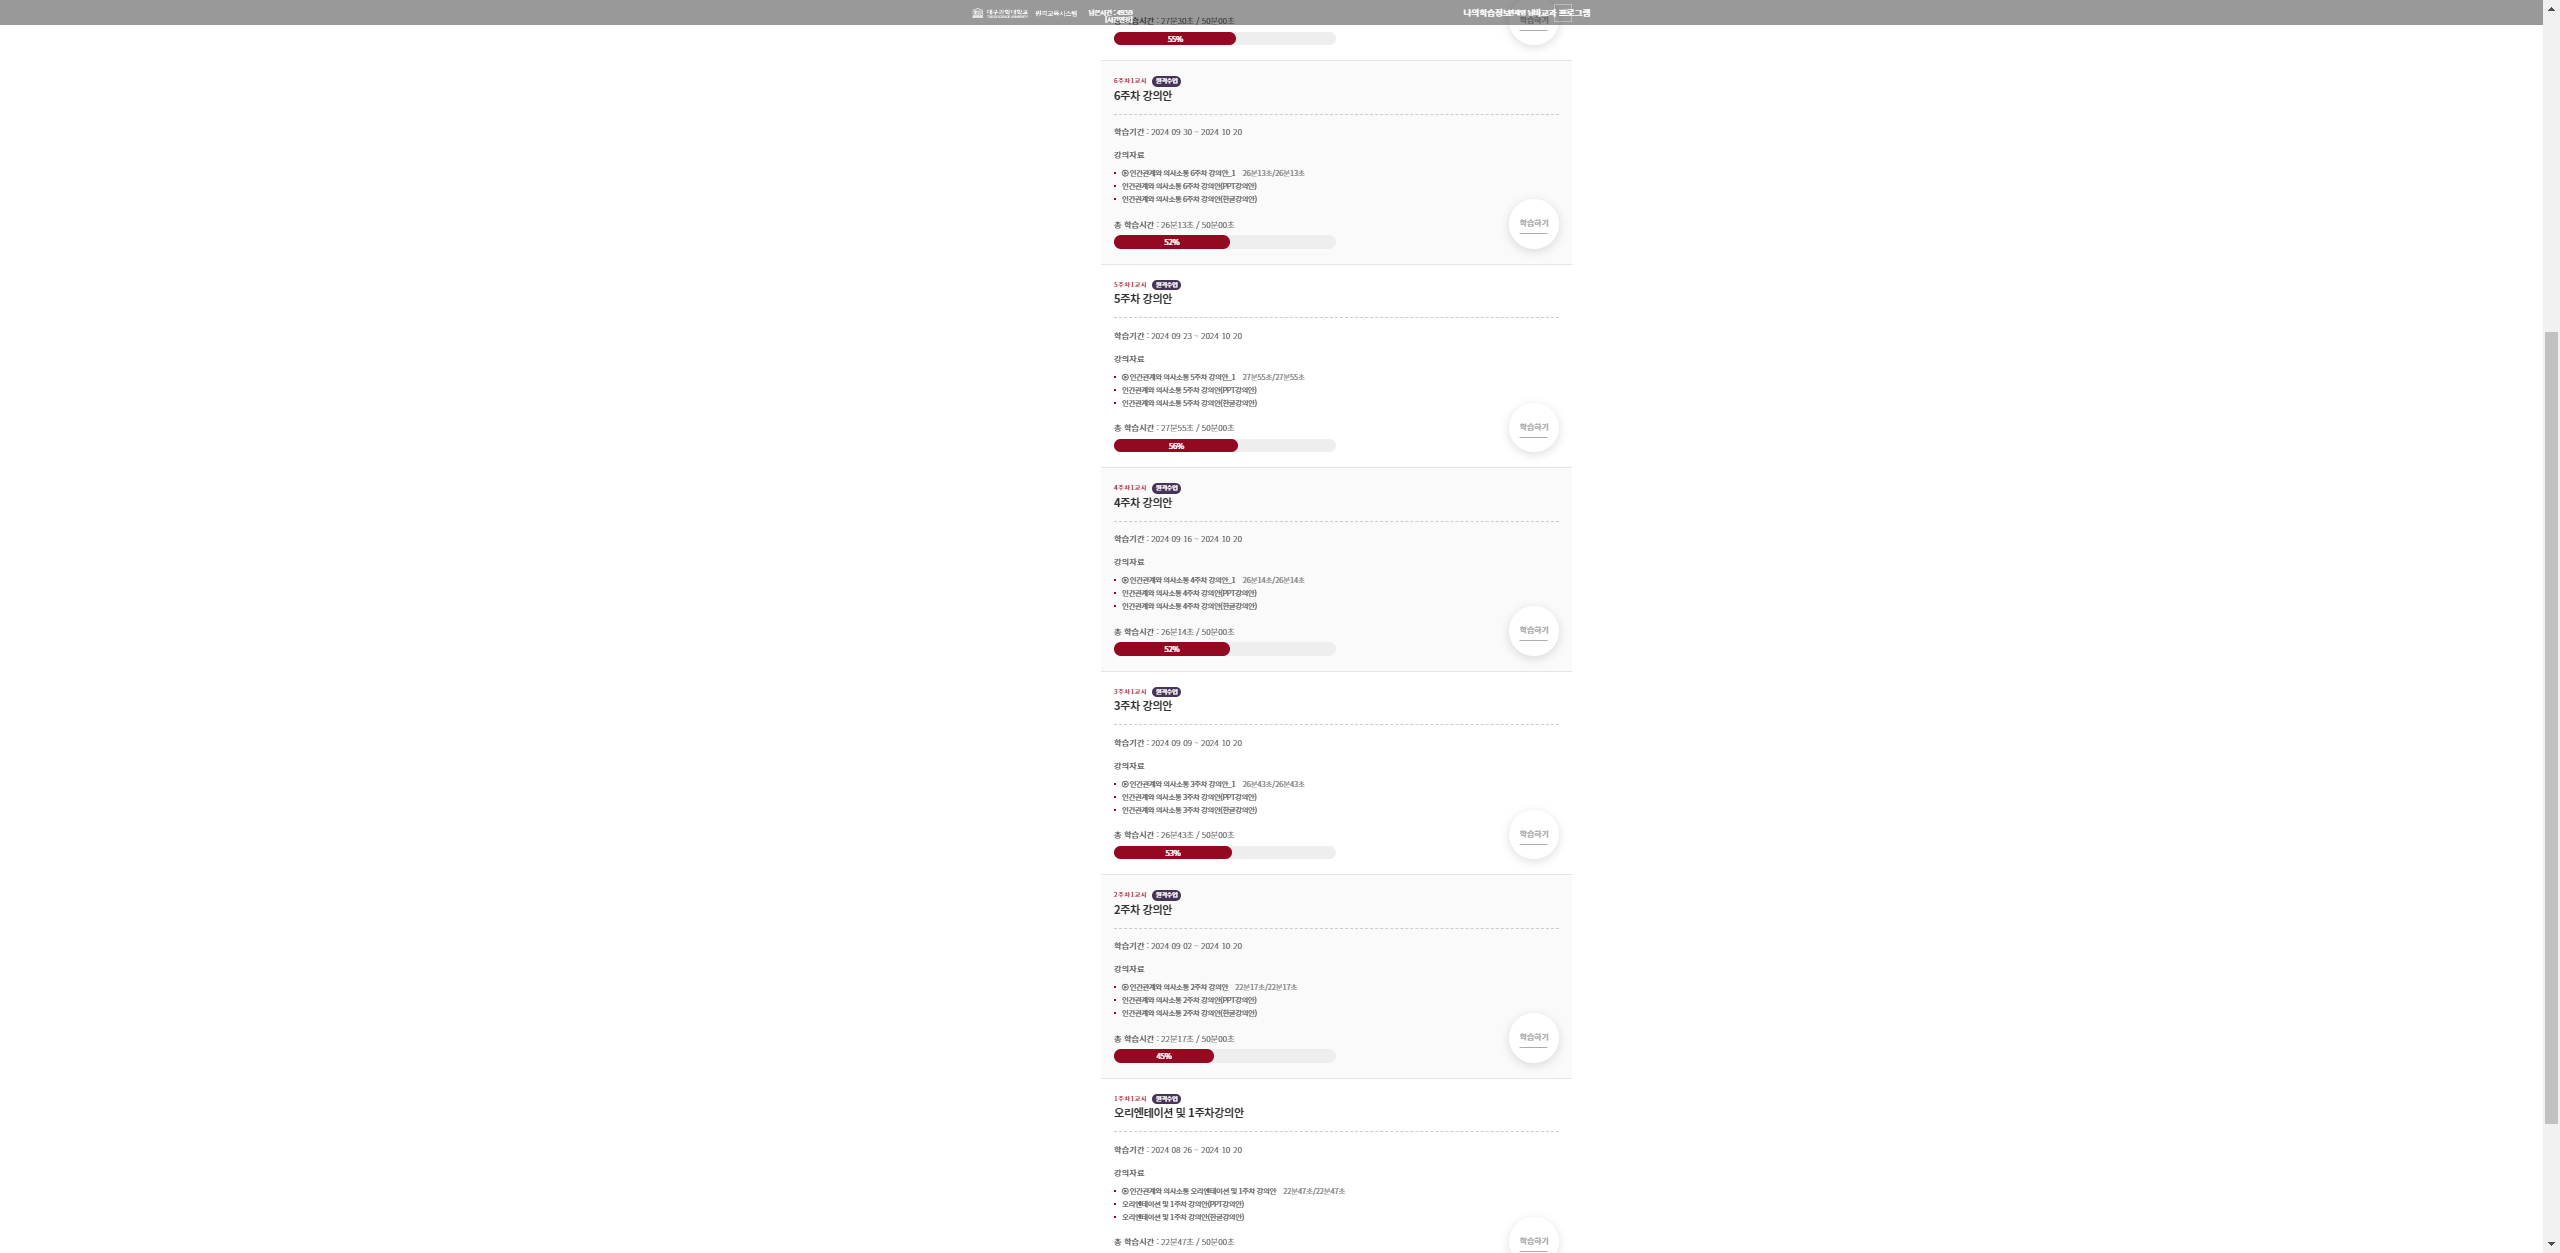 대구과학대학교 원격교육시스템
남은시간 : 49:59
[시간연장]
나의학습정보
비교과 프로그램
총 학습시간 : 27분30초 / 50분00초
학습하기
55%
6주차1교시 원격수업
6주차 강의안
학습기간 : 2024 09 30 ~ 2024 10 20
강의자료
인간관계와 의사소통 6주차 강의안_1 26분13초/26분13초
인간관계와 의사소통 6주차 강의안(PPT강의안)
인간관계와 의사소통 6주차 강의안(한글강의안)
총 학습시간 : 26분13초 / 50분00초
학습하기
52%
5주차1교시 원격수업
5주차 강의안
학습기간 : 2024 09 23 ~ 2024 10 20
강의자료
인간관계와 의사소통 5주차 강의안_1 27분55초/27분55초
인간관계와 의사소통 5주차 강의안(PPT강의안)
인간관계와 의사소통 5주차 강의안(한글강의안)
총 학습시간 : 27분55초 / 50분00초
학습하기
56%
4주차1교시 원격수업
4주차 강의안
학습기간 : 2024 09 16 ~ 2024 10 20
강의자료
인간관계와 의사소통 4주차 강의안_1 26분14초/26분14초
인간관계와 의사소통 4주차 강의안(PPT강의안)
인간관계와 의사소통 4주차 강의안(한글강의안)
총 학습시간 : 26분14초 / 50분00초
학습하기
52%
3주차1교시 원격수업
3주차 강의안
학습기간 : 2024 09 09 ~ 2024 10 20
강의자료
인간관계와 의사소통 3주차 강의안_1 26분43초/26분43초
인간관계와 의사소통 3주차 강의안(PPT강의안)
인간관계와 의사소통 3주차 강의안(한글강의안)
총 학습시간 : 26분43초 / 50분00초
학습하기
53%
2주차1교시 원격수업
2주차 강의안
학습기간 : 2024 09 02 ~ 2024 10 20
강의자료
인간관계와 의사소통 2주차 강의안 22분17초/22분17초
인간관계와 의사소통 2주차 강의안(PPT강의안)
인간관계와 의사소통 2주차 강의안(한글강의안)
총 학습시간 : 22분17초 / 50분00초
학습하기
45%
1주차1교시 원격수업
오리엔테이션 및 1주차강의안
학습기간 : 2024 08 26 ~ 2024 10 20
강의자료
인간관계와 의사소통 오리엔테이션 및 1주차 강의안 22분47초/22분47초
오리엔테이션 및 1주차 강의안(PPT강의안)
오리엔테이션 및 1주차 강의안(한글강의안)
총 학습시간 : 22분47초 / 50분00초
학습하기